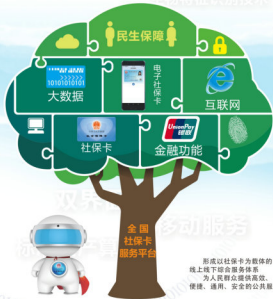 民生保障
10101010101
大数据
电子社保卡
互联网
社保卡
UnionPay
银联
金融功能
全国
社保卡
服务平台
形成以社保卡为载体的
线上线下综合服务体系
为人民群众提供高效、
便捷、通用、安全的公共服